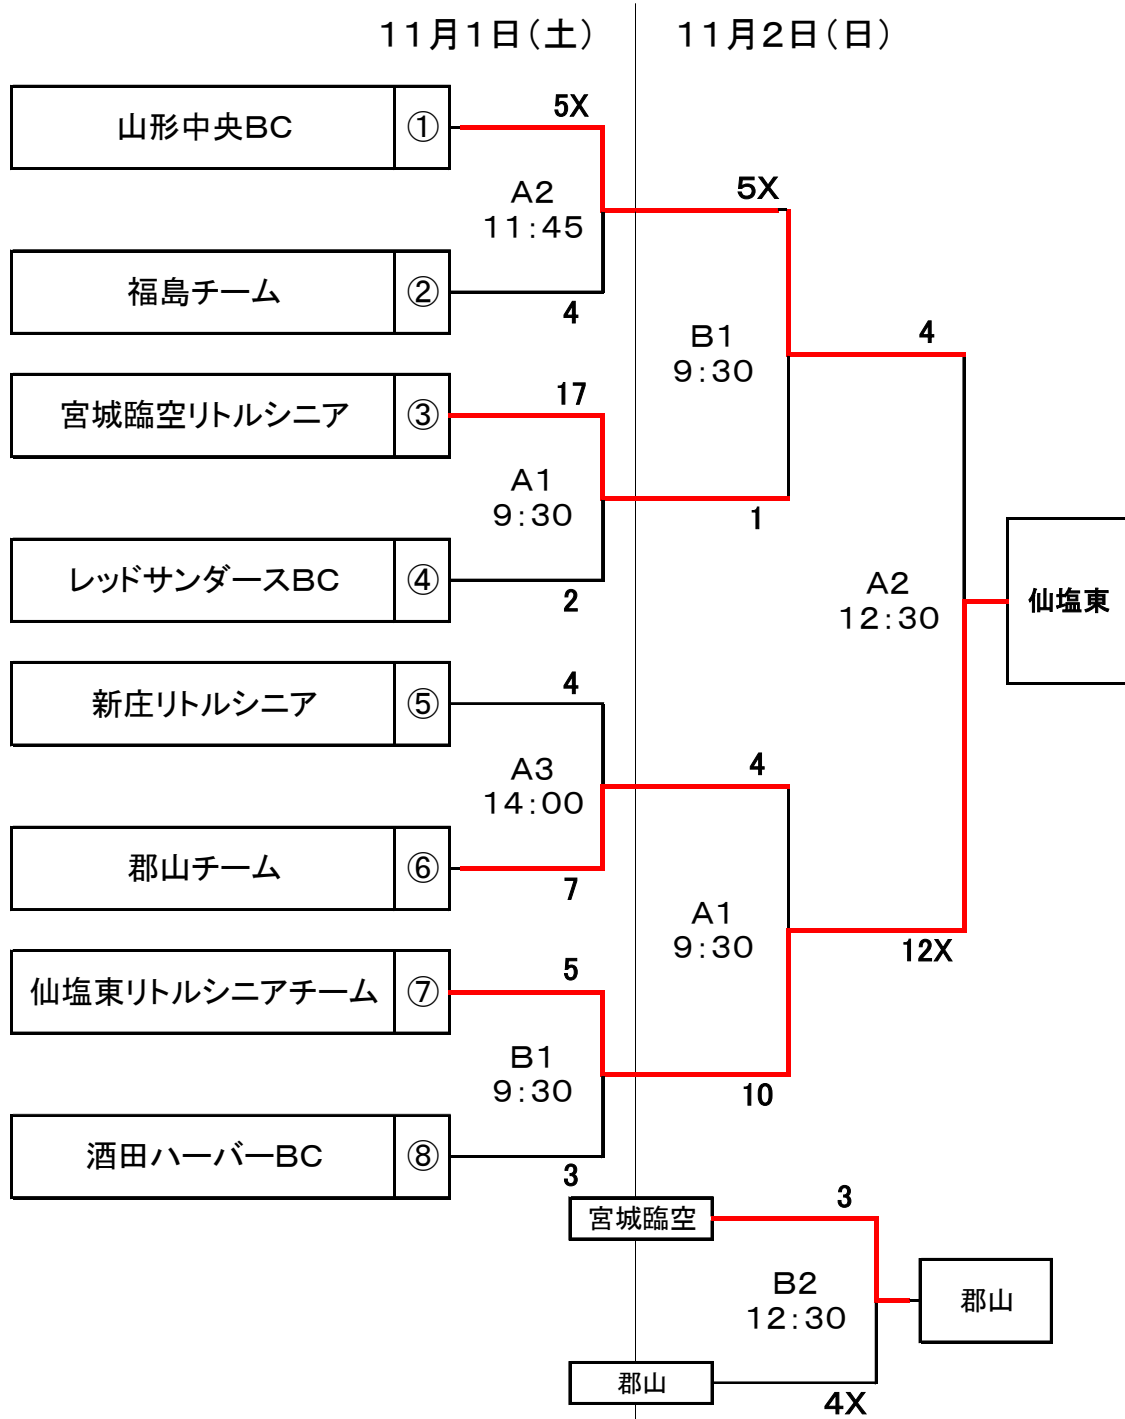 11月1日(土)
11月2日(日)
山形中央BC ①
5X
A2
11:45
福島チーム ②
4
宮城臨空リトルシニア ③
17
A1
9:30
レッドサンダースBC ④
2
新庄リトルシニア ⑤
4
A3
14:00
郡山チーム ⑥
7
仙塩東リトルシニアチーム ⑦
5
B1
9:30
酒田ハーバーBC ⑧
3
5X
B1
9:30
1
4
A1
9:30
10
4
A2
12:30
12X
仙塩東
宮城臨空
3
B2
12:30
郡山
4X
郡山